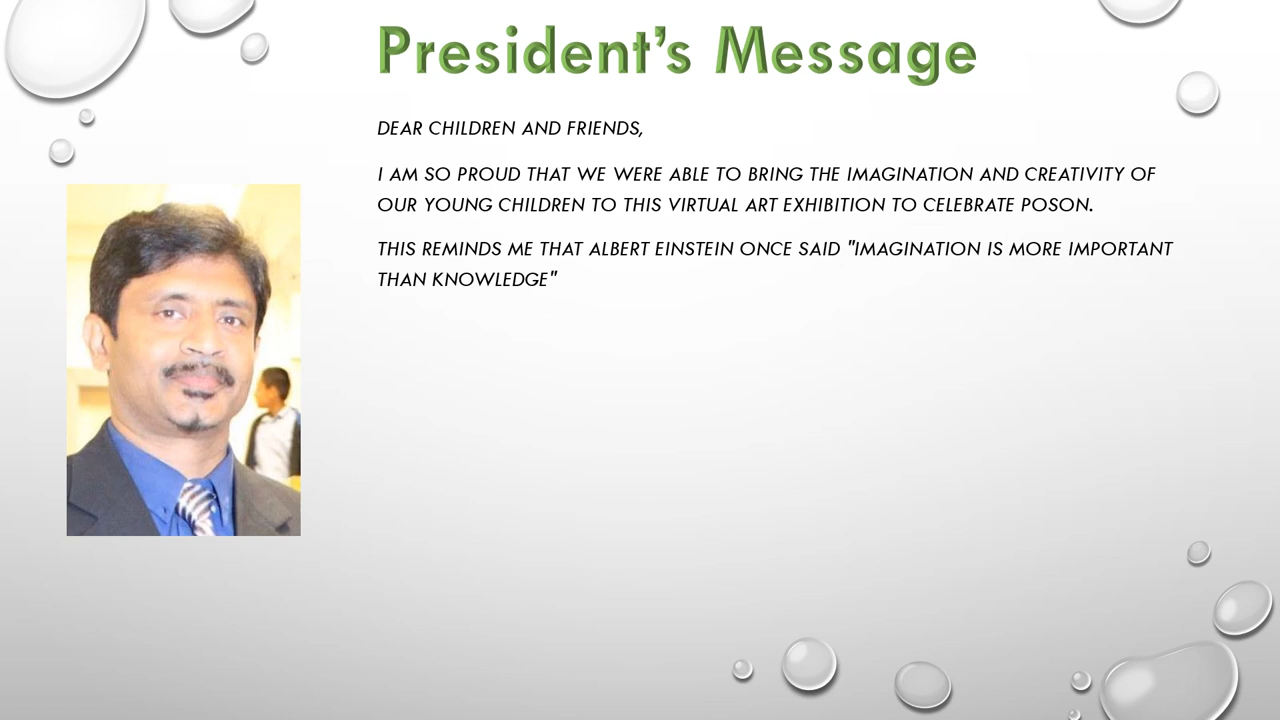 President’s Message
DEAR CHILDREN AND FRIENDS,
I AM SO PROUD THAT WE WERE ABLE TO BRING THE IMAGINATION AND CREATIVITY OF
OUR YOUNG CHILDREN TO THIS VIRTUAL ART EXHIBITION TO CELEBRATE POSON.
THIS REMINDS ME THAT ALBERT EINSTEIN ONCE SAID "IMAGINATION IS MORE IMPORTANT
THAN KNOWLEDGE"